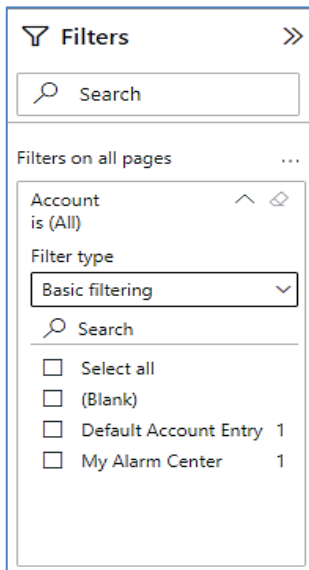 Filters
Search
Filters on all pages
...
Account
is (All)
Filter type
Basic filtering
Search
Select all
(Blank)
Default Account Entry 1
My Alarm Center 1